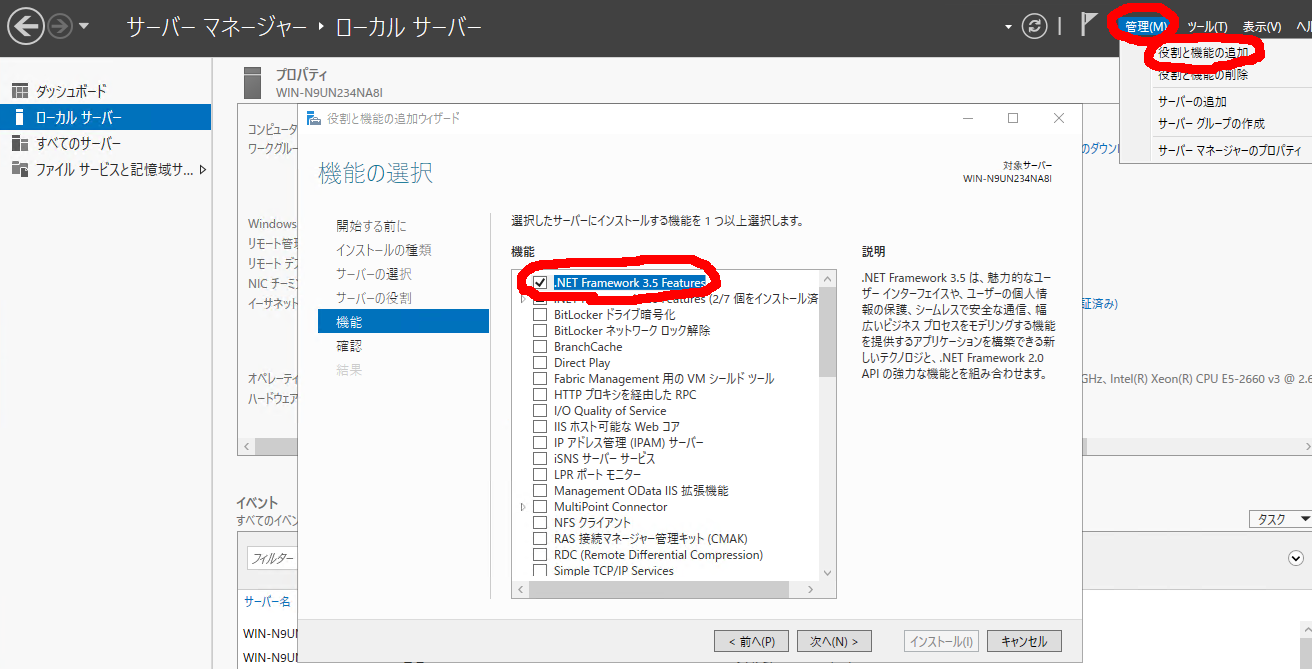 サーバー マネージャー ・ ローカル サーバー
管理(M)
ツール(T)
表示(V)
役割と機能の追加
役割と機能の削除
サーバーの追加
サーバー グループの作成
サーバー マネージャーのプロパティ
ダッシュボード
ローカル サーバー
すべてのサーバー
ファイル サービスと記憶域サ...
プロパティ
WIN-N9UN234NA8I
コンピュータ
ワークグルー
のダウン
Windows
リモート管理
リモート デ
NIC チーミ
イーサネット
証済み)
オペレーティ
ハードウェア
GHz, Intel(R) Xeon(R) CPU E5-2660 v3 @ 2.6
役割と機能の追加ウィザード
機能の選択
対象サーバー
WIN-N9UN234NA8I
開始する前に
インストールの種類
サーバーの選択
サーバーの役割
機能
確認
結果
選択したサーバーにインストールする機能を 1 つ以上選択します。
機能
.NET Framework 3.5 Features
Features (2/7 個をインストール済
BitLocker ドライブ暗号化
BitLocker ネットワーク ロック解除
BranchCache
Direct Play
Fabric Management 用の VM シールド ツール
HTTP プロキシを経由した RPC
I/O Quality of Service
IIS ホスト可能な Web コア
IP アドレス管理 (IPAM) サーバー
iSNS サーバー サービス
LPR ポート モニター
Management OData IIS 拡張機能
MultiPoint Connector
NFS クライアント
RAS 接続マネージャー管理キット (CMAK)
RDC (Remote Differential Compression)
Simple TCP/IP Services
説明
.NET Framework 3.5 は、魅力的なユー
ザー インターフェイスや、ユーザーの個人情
報の保護、シームレスで安全な通信、幅
広いビジネス プロセスをモデリングする機能
を提供するアプリケーションを構築できる新
しいテクノロジと、.NET Framework 2.0
API の強力な機能とを組み合わせます。
< 前へ(P)
次へ(N) >
インストール(I)
キャンセル
イベント
すべてのイベン
タスク
フィルター
サーバー名
WIN-N9UN
WIN-N9UN